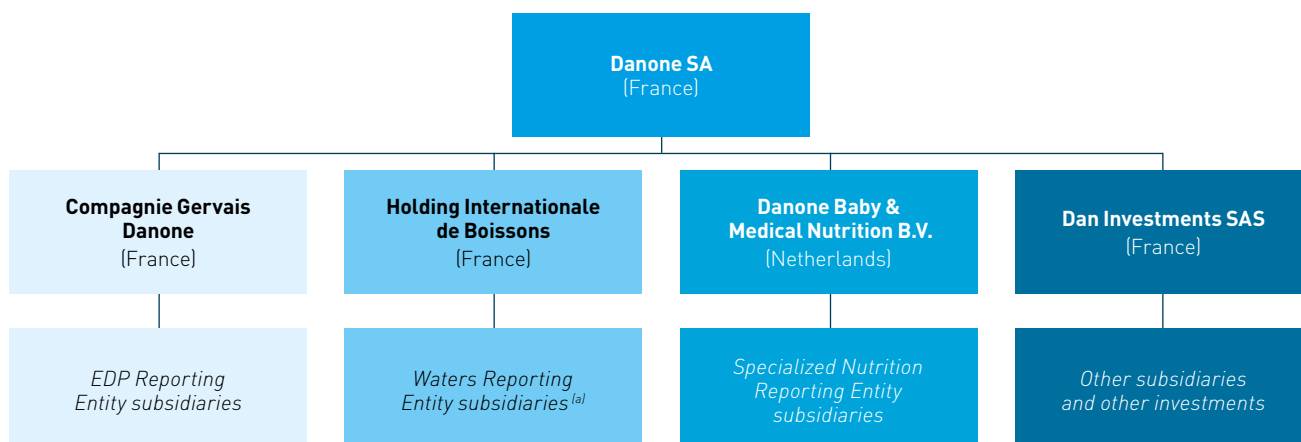 Danone SA
(France)
Compagnie Gervais
Danone
(France)
Holding Internationale
de Boissons
(France)
Danone Baby &
Medical Nutrition B.V.
(Netherlands)
Dan Investments SAS
(France)
EDP Reporting
Entity subsidiaries
Waters Reporting
Entity subsidiaries (a)
Specialized Nutrition
Reporting Entity
subsidiaries
Other subsidiaries
and other investments